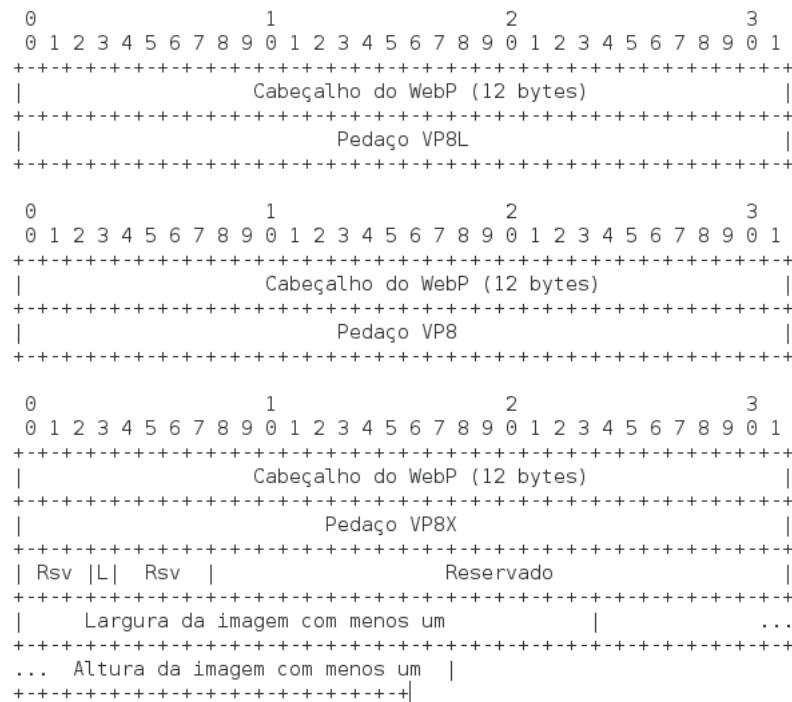 0                   1                   2                   3
0 1 2 3 4 5 6 7 8 9 0 1 2 3 4 5 6 7 8 9 0 1 2 3 4 5 6 7 8 9 0 1
+-+-+-+-+-+-+-+-+-+-+-+-+-+-+-+-+-+-+-+-+-+-+-+-+-+-+-+-+-+-+-+-+
|                   Cabeçalho do WebP (12 bytes)                |
+-+-+-+-+-+-+-+-+-+-+-+-+-+-+-+-+-+-+-+-+-+-+-+-+-+-+-+-+-+-+-+-+
|                          Pedaço VP8L                          |
+-+-+-+-+-+-+-+-+-+-+-+-+-+-+-+-+-+-+-+-+-+-+-+-+-+-+-+-+-+-+-+-+
0                   1                   2                   3
0 1 2 3 4 5 6 7 8 9 0 1 2 3 4 5 6 7 8 9 0 1 2 3 4 5 6 7 8 9 0 1
+-+-+-+-+-+-+-+-+-+-+-+-+-+-+-+-+-+-+-+-+-+-+-+-+-+-+-+-+-+-+-+-+
|                    Cabeçalho do WebP (12 bytes)               |
+-+-+-+-+-+-+-+-+-+-+-+-+-+-+-+-+-+-+-+-+-+-+-+-+-+-+-+-+-+-+-+-+
|                          Pedaço VP8                           |
+-+-+-+-+-+-+-+-+-+-+-+-+-+-+-+-+-+-+-+-+-+-+-+-+-+-+-+-+-+-+-+-+
0                   1                   2                   3
0 1 2 3 4 5 6 7 8 9 0 1 2 3 4 5 6 7 8 9 0 1 2 3 4 5 6 7 8 9 0 1
+-+-+-+-+-+-+-+-+-+-+-+-+-+-+-+-+-+-+-+-+-+-+-+-+-+-+-+-+-+-+-+-+
|                   Cabeçalho do WebP (12 bytes)                |
+-+-+-+-+-+-+-+-+-+-+-+-+-+-+-+-+-+-+-+-+-+-+-+-+-+-+-+-+-+-+-+-+
|                         Pedaço VP8X                           |
+-+-+-+-+-+-+-+-+-+-+-+-+-+-+-+-+-+-+-+-+-+-+-+-+-+-+-+-+-+-+-+-+
| Rsv |L|  Rsv  |                   Reservado                   |
+-+-+-+-+-+-+-+-+-+-+-+-+-+-+-+-+-+-+-+-+-+-+-+-+-+-+-+-+-+-+-+-+
|     Largura da imagem com menos um            |             ...
+-+-+-+-+-+-+-+-+-+-+-+-+-+-+-+-+-+-+-+-+-+-+-+-+-+-+-+-+-+-+-+-+
...  Altura da imagem com menos um  |
+-+-+-+-+-+-+-+-+-+-+-+-+-+-+-+-+|